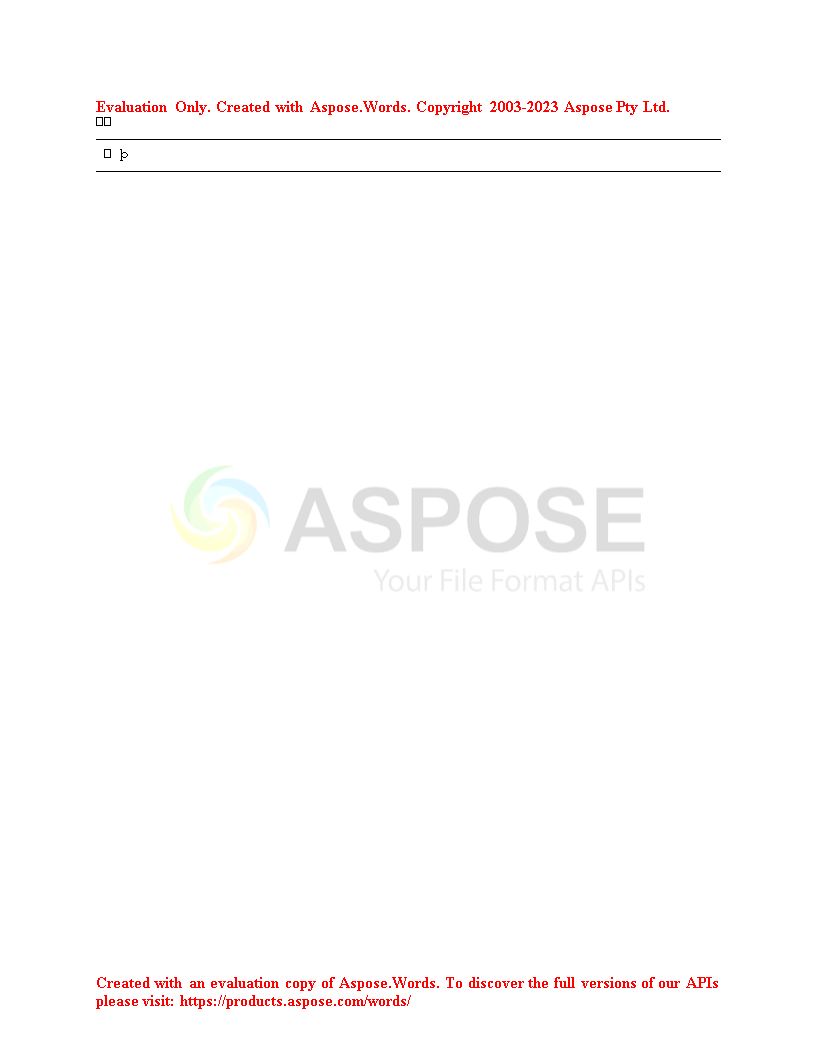 Evaluation Only. Created with Aspose.Words. Copyright 2003-2023 Aspose Pty Ltd.
□□
□ þ
ASPOSE
Your File Format APIs
Created with an evaluation copy of Aspose.Words. To discover the full versions of our APIs
please visit: https://products.aspose.com/words/